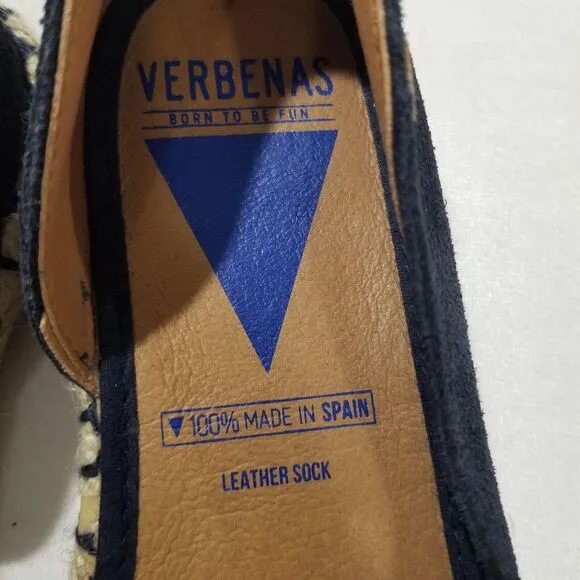 VERBENAS
BORN TO BE FUN
100% MADE IN SPAIN
LEATHER SOCK